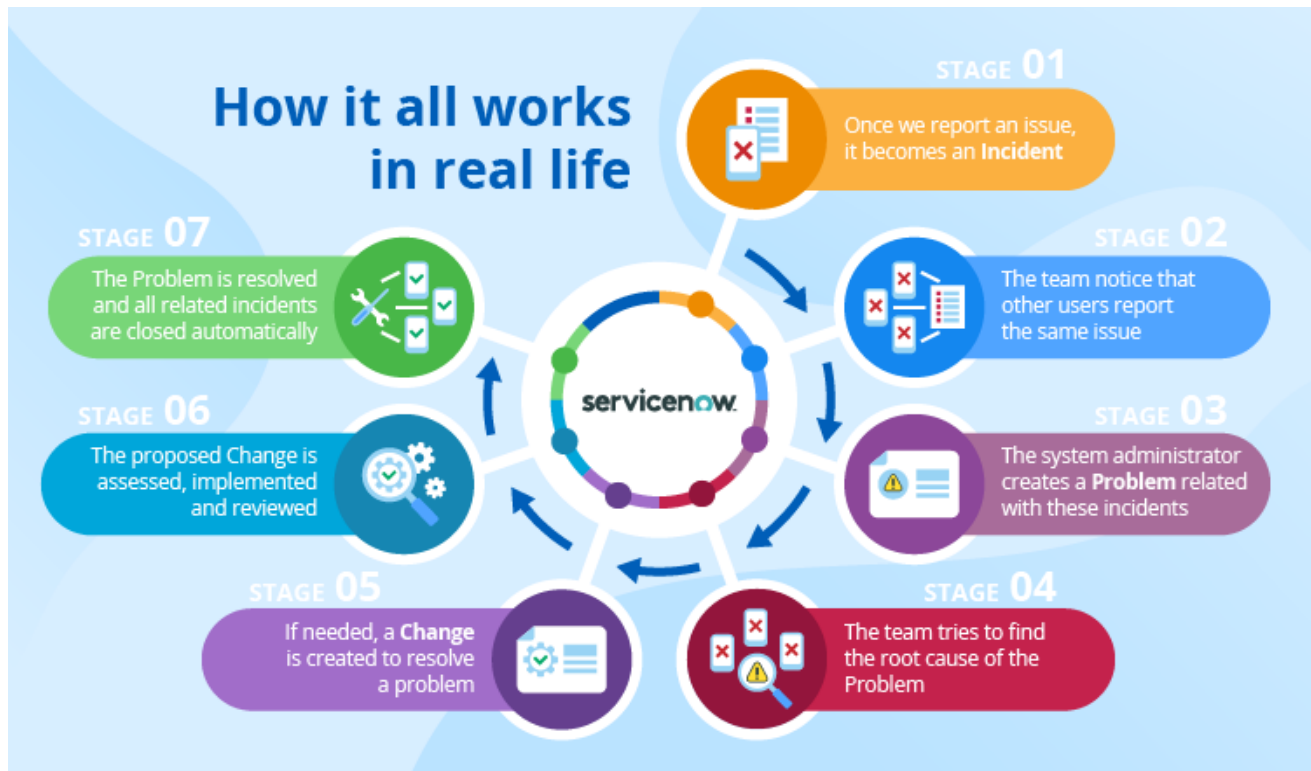 How it all works
in real life
STAGE 01
Once we report an issue,
it becomes an Incident
STAGE 02
The team notice that
other users report
the same issue
STAGE 03
The system administrator
creates a Problem related
with these incidents
STAGE 04
The team tries to find
the root cause of the
Problem
STAGE 05
If needed, a Change
is created to resolve
a problem
STAGE 06
The proposed Change is
assessed, implemented
and reviewed
STAGE 07
The Problem is resolved
and all related incidents
are closed automatically
servicenow.